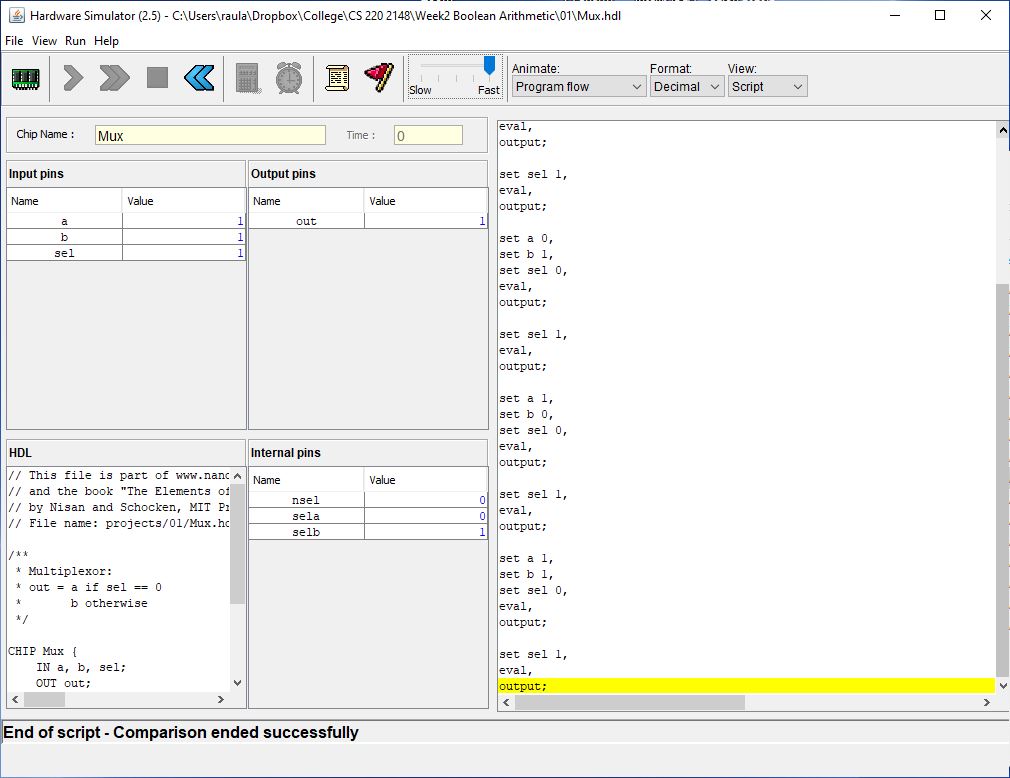 Hardware Simulator (2.5) - C:\Users\raula\Dropbox\College\CS 220 2148\Week2 Boolean Arithmetic\01\Mux.hdl
File View Run Help
Slow Fast
Animate:
Program flow
Format:
Decimal
View:
Script
Chip Name :
Mux
Time :
0
Input pins
Name Value
a 1
b 1
sel 1
Output pins
Name Value
out 1
HDL
// This file is part of www.nand
// and the book "The Elements of
// by Nisan and Schocken, MIT Pr
// File name: projects/01/Mux.hd
/**
* Multiplexor:
* out = a if sel == 0
* b otherwise
*/
CHIP Mux {
IN a, b, sel;
OUT out;
Internal pins
Name Value
nsel 0
sela 0
selb 1
eval,
output;
set sel 1,
eval,
output;
set a 0,
set b 1,
set sel 0,
eval,
output;
set sel 1,
eval,
output;
set a 1,
set b 0,
set sel 0,
eval,
output;
set sel 1,
eval,
output;
set a 1,
set b 1,
set sel 0,
eval,
output;
set sel 1,
eval,
output;
End of script - Comparison ended successfully